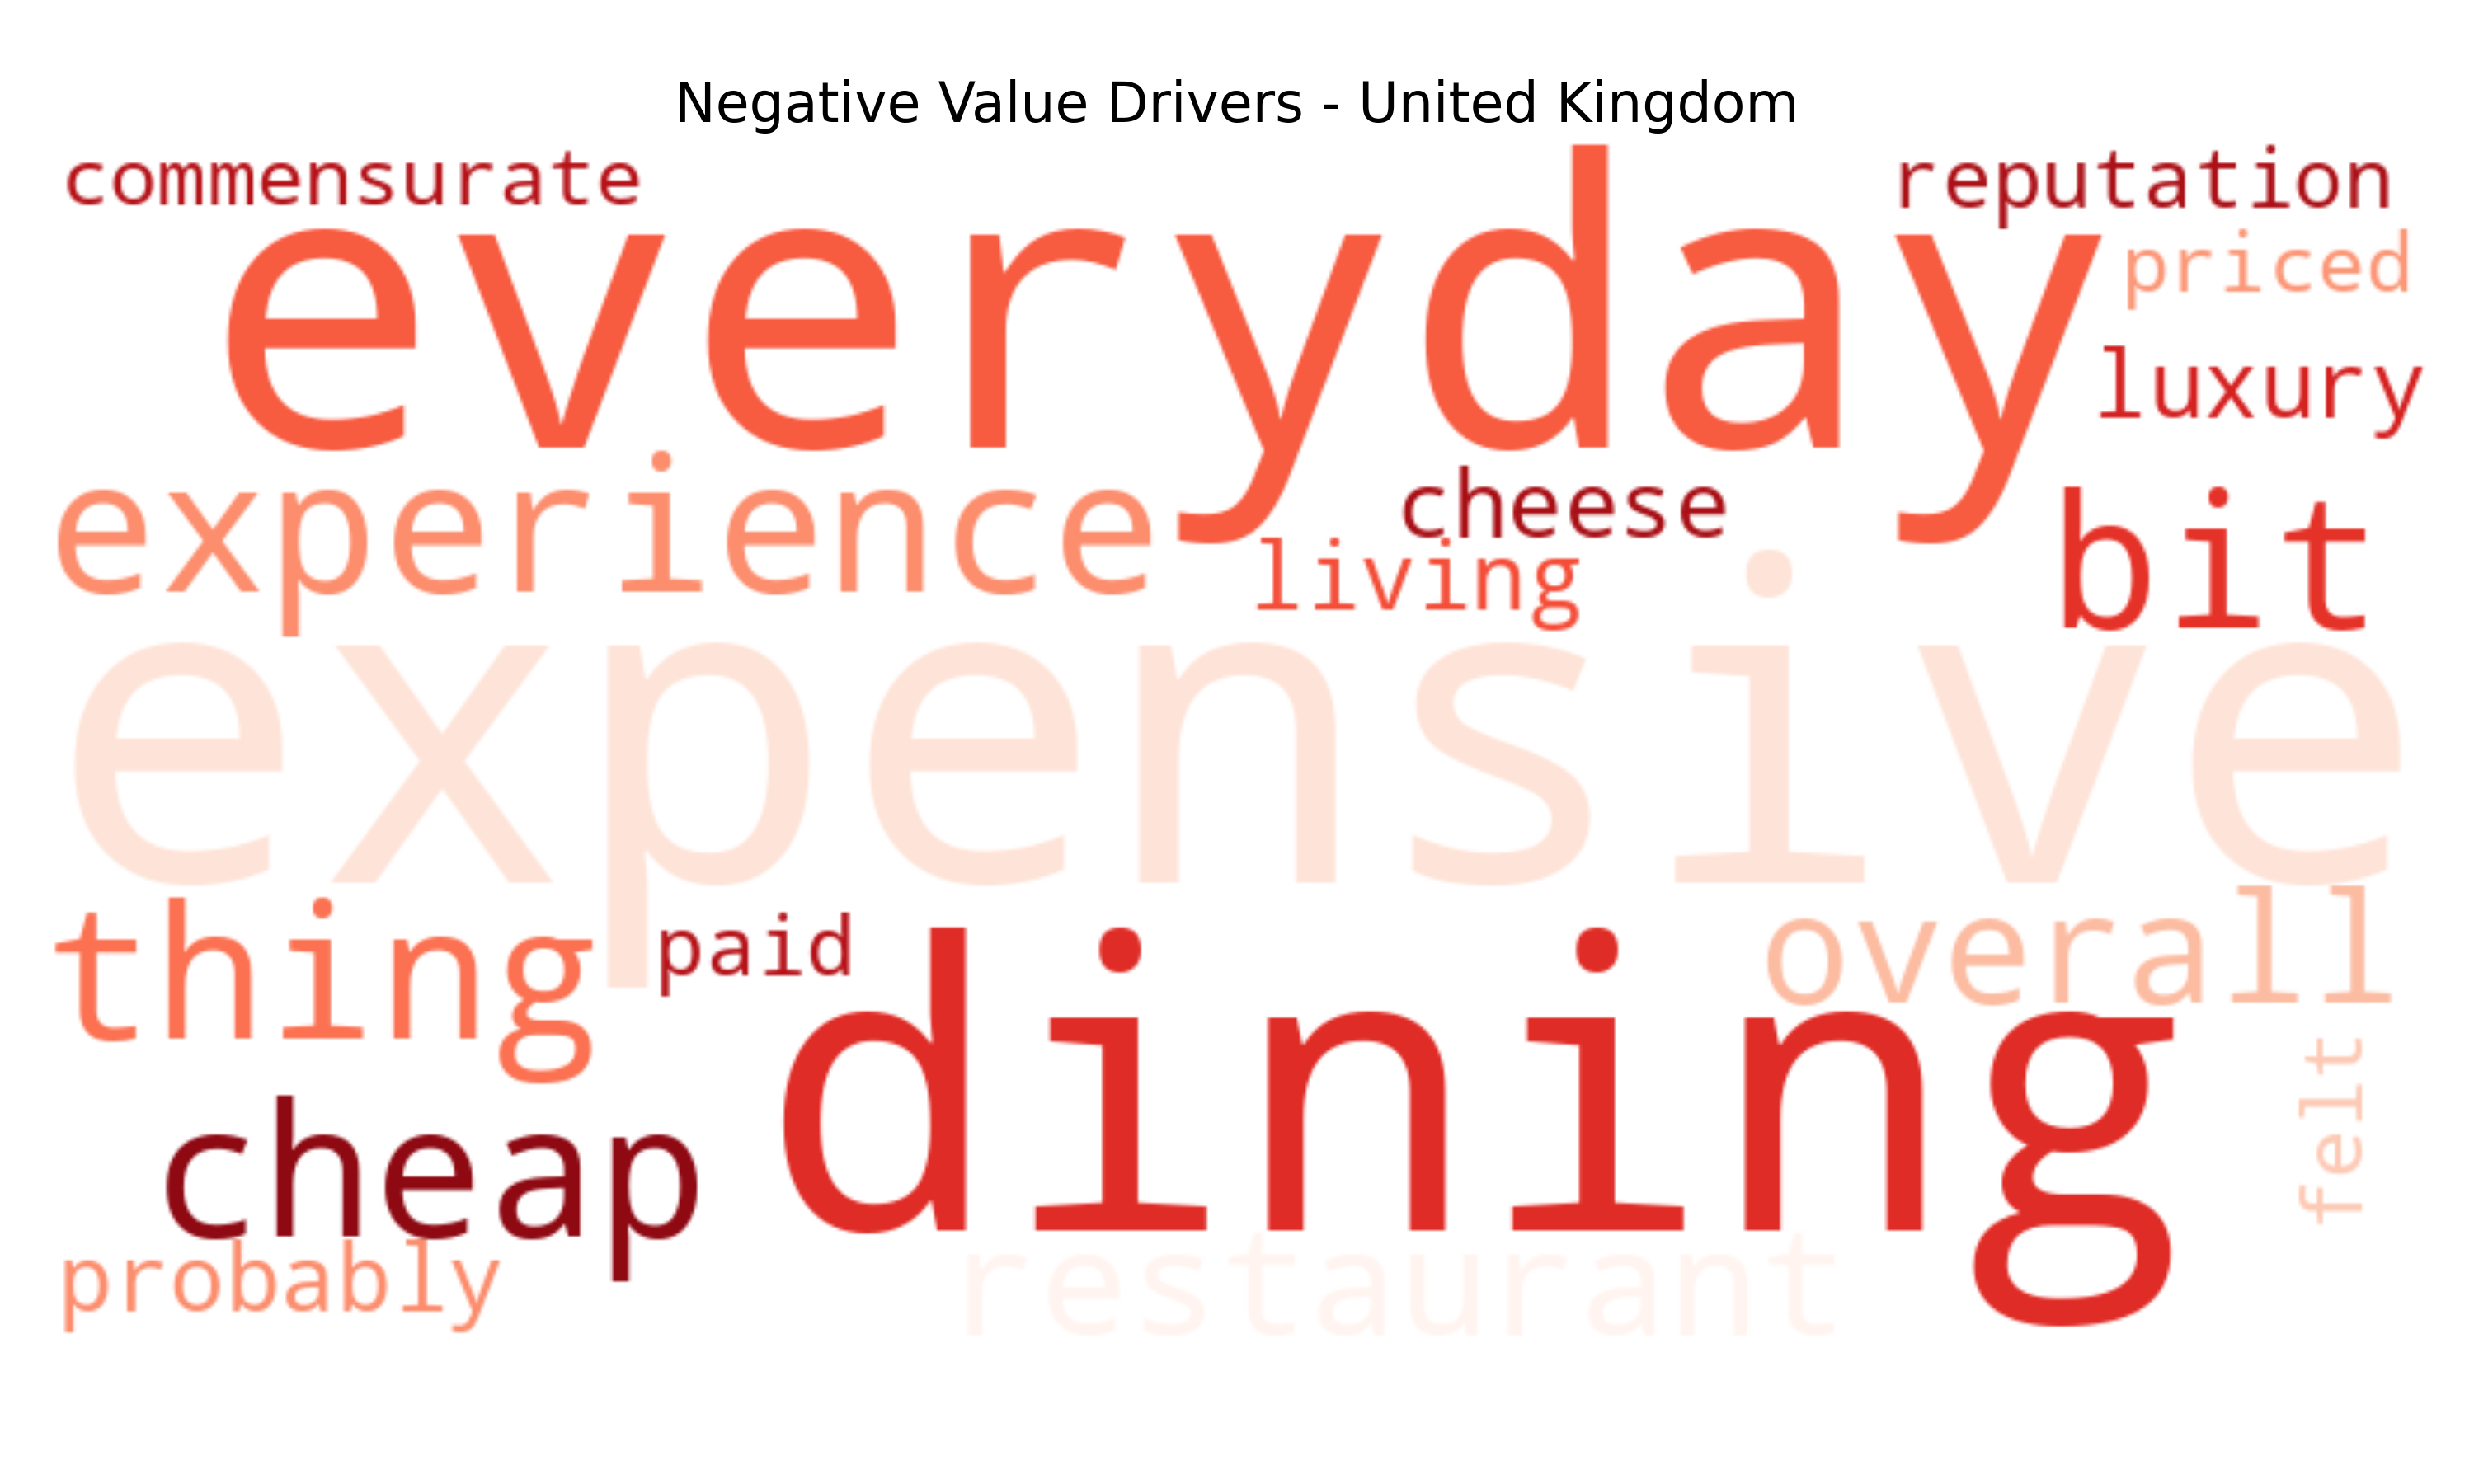 Negative Value Drivers - United Kingdom
commensurate
reputation
everyday
priced
luxury
experience
cheese
living
bit
expensive
thing
paid
overall
dining
felt
cheap
probably
restaurant